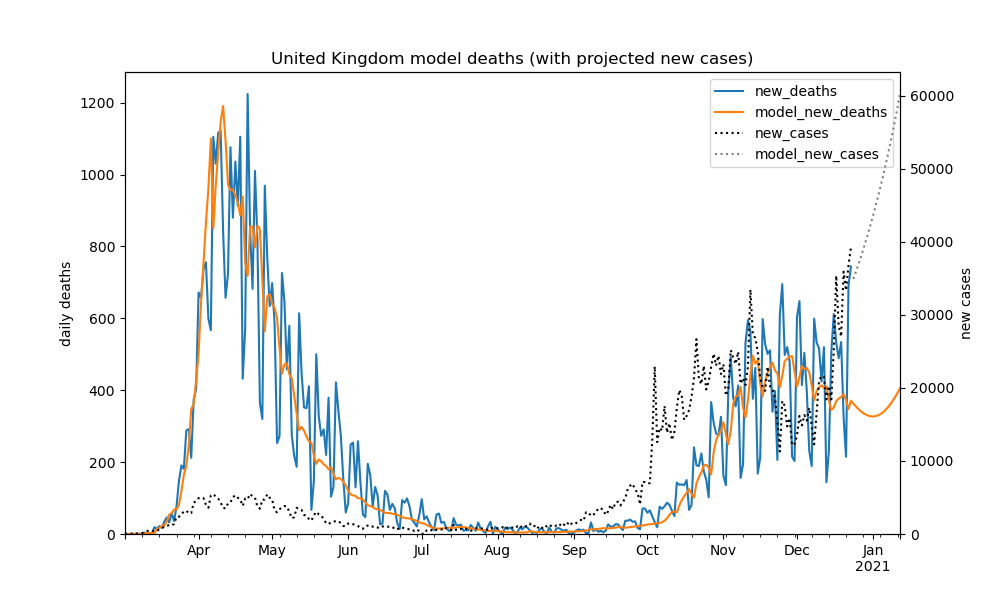 United Kingdom model deaths (with projected new cases)
new_deaths
model_new_deaths
new_cases
model_new_cases
daily deaths
1200
1000
800
600
400
200
0
new cases
60000
50000
40000
30000
20000
10000
0
Apr May Jun Jul Aug Sep Oct Nov Dec Jan
2021